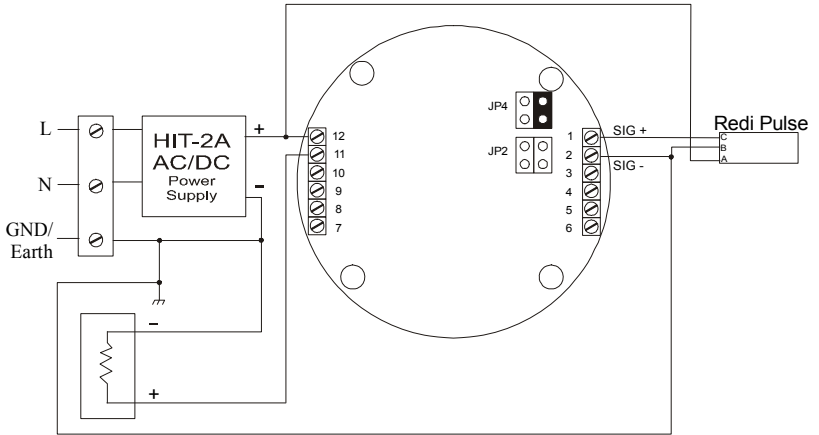 L
N
GND/
Earth
HIT-2A
AC/DC
Power
Supply
+
-
-
+
12
11
10
9
8
7
JP4
JP2
1
2
3
4
5
6
SIG +
SIG -
Redi Pulse
C
B
A